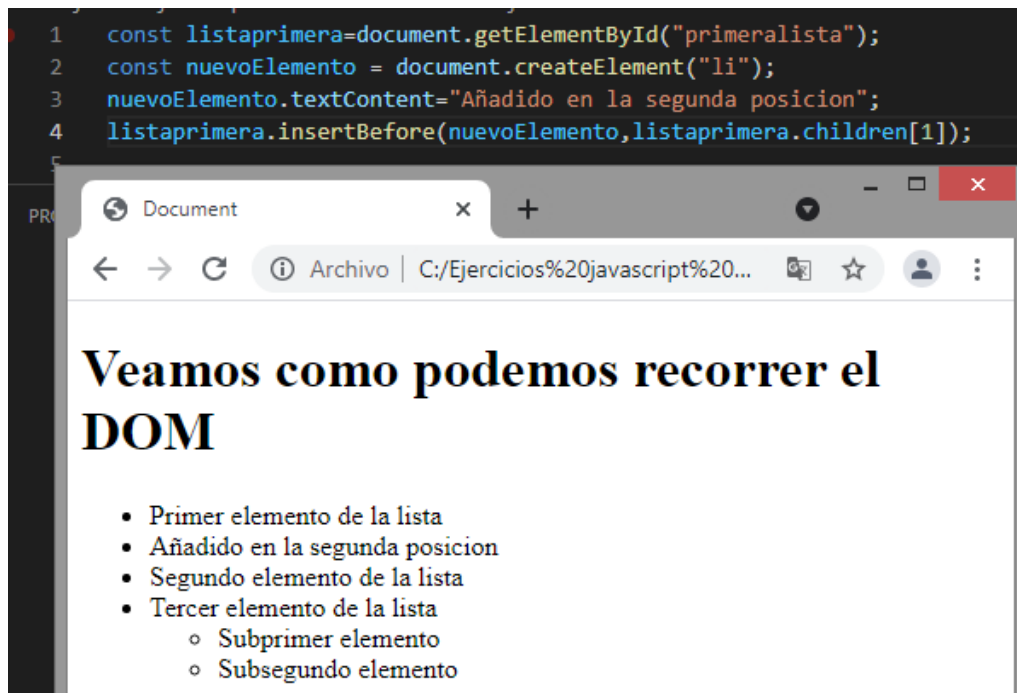 1 const listaprimera=document.getElementById("primeralista");
2 const nuevoElemento = document.createElement("li");
3 nuevoElemento.textContent="Añadido en la segunda posicion";
4 listaprimera.insertBefore(nuevoElemento,listaprimera.children[1]);
5
PR
Document
Archivo | C:/Ejercicios%20javascript%20...
Veamos como podemos recorrer el
DOM
• Primer elemento de la lista
• Añadido en la segunda posicion
• Segundo elemento de la lista
• Tercer elemento de la lista
◦ Subprimer elemento
◦ Subsegundo elemento